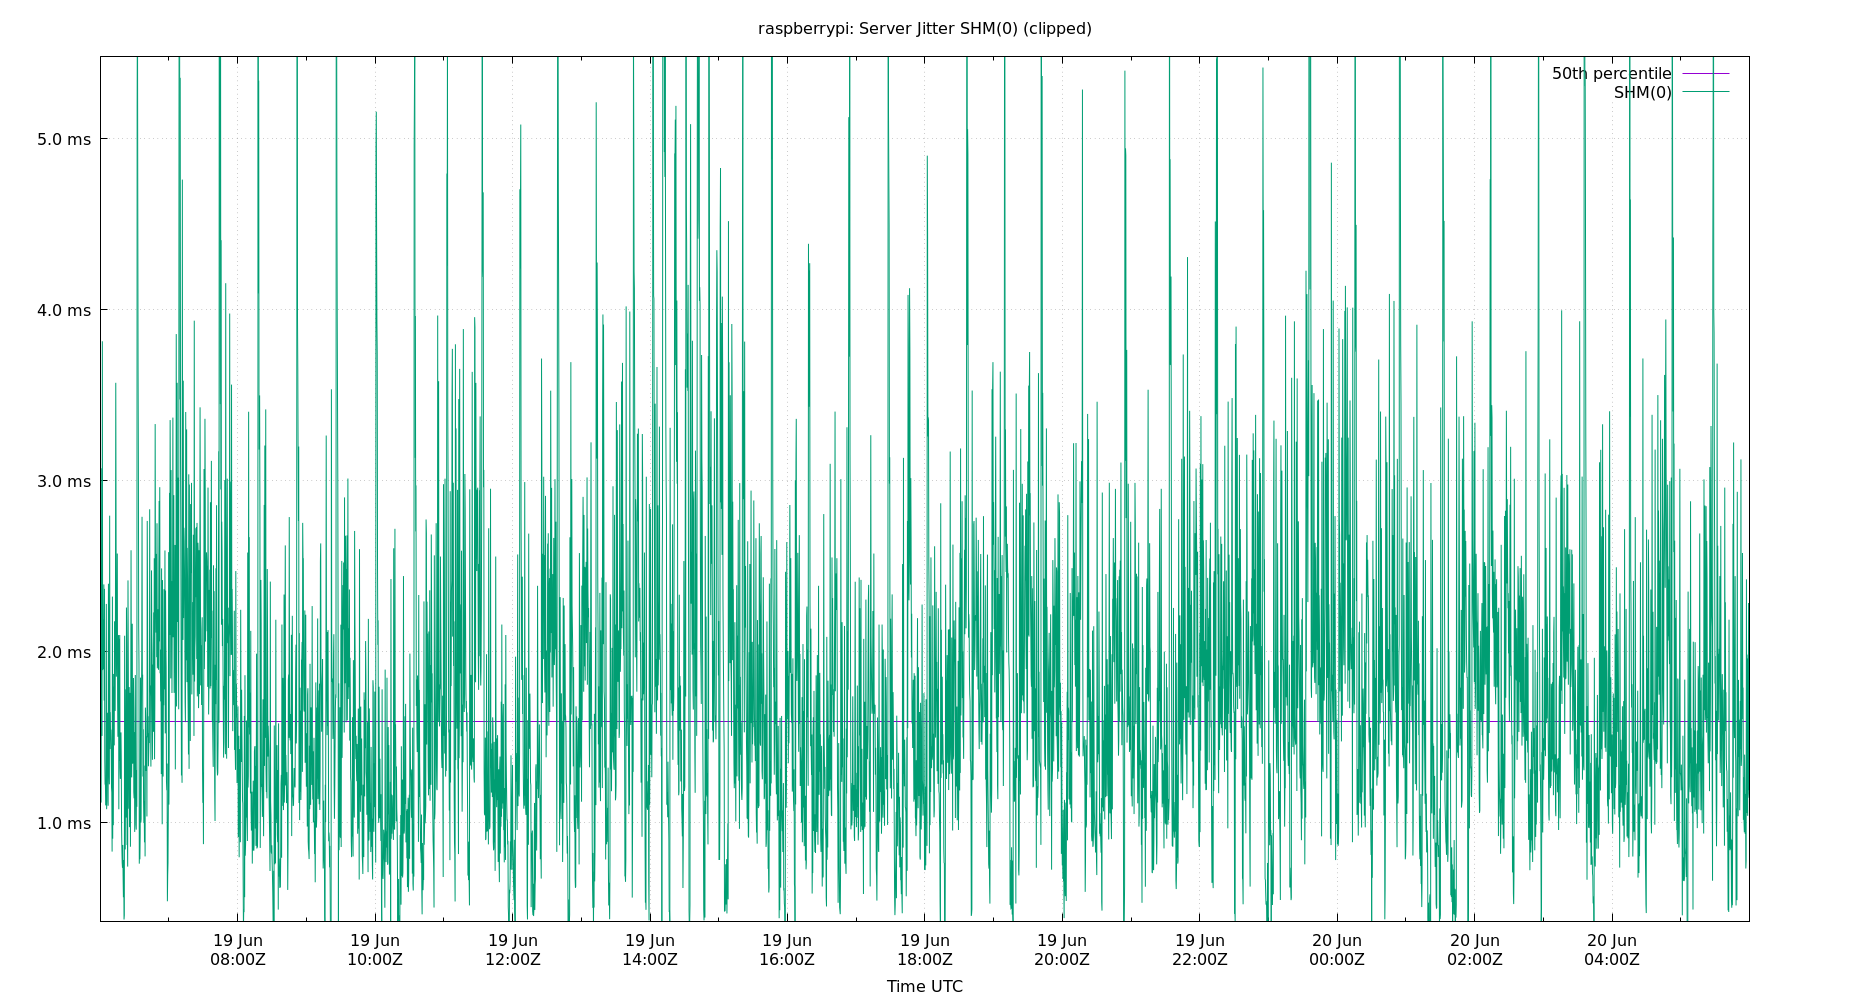 raspberrypi: Server Jitter SHM(0) (clipped)
50th percentile
SHM(0)
5.0 ms
4.0 ms
3.0 ms
2.0 ms
1.0 ms
19 Jun 19 Jun 19 Jun 19 Jun 19 Jun 19 Jun 19 Jun 19 Jun 20 Jun 20 Jun 20 Jun
08:00Z 10:00Z 12:00Z 14:00Z 16:00Z 18:00Z 20:00Z 22:00Z 00:00Z 02:00Z 04:00Z
Time UTC